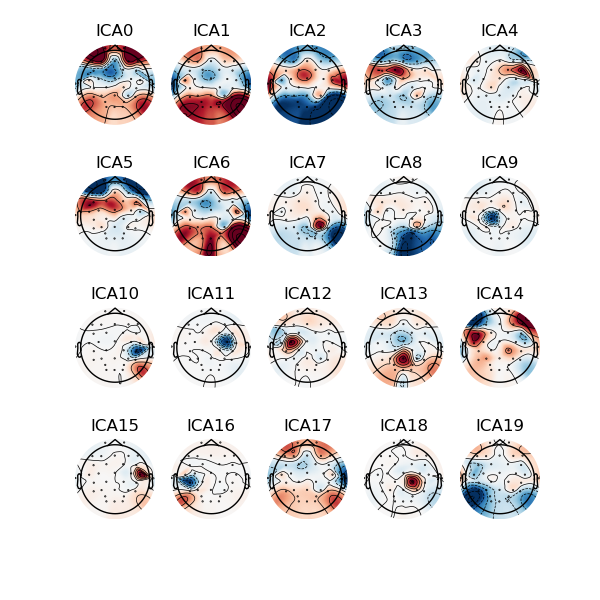 ICA0 ICA1 ICA2 ICA3 ICA4
ICA5 ICA6 ICA7 ICA8 ICA9
ICA10 ICA11 ICA12 ICA13 ICA14
ICA15 ICA16 ICA17 ICA18 ICA19